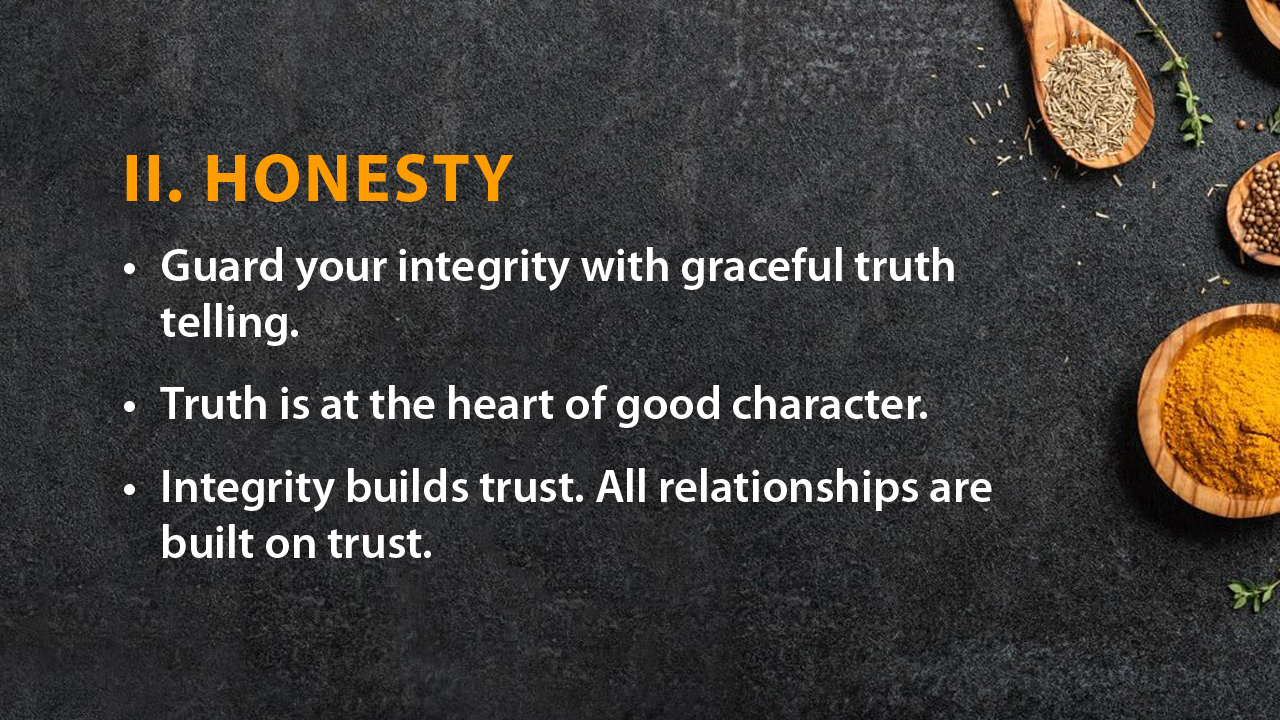 II. HONESTY
• Guard your integrity with graceful truth
telling.
• Truth is at the heart of good character.
• Integrity builds trust. All relationships are
built on trust.